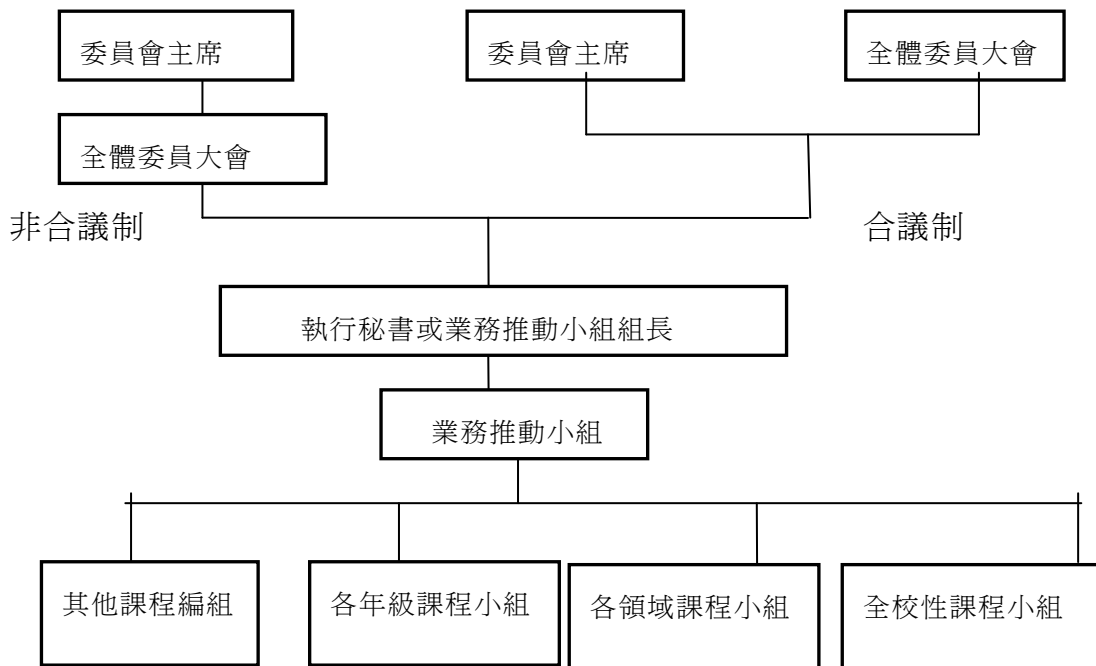 委員會主席
委員會主席
全體委員大會
全體委員大會
非合議制
合議制
執行秘書或業務推動小組組長
業務推動小組
其他課程編組
各年級課程小組
各領域課程小組
全校性課程小組